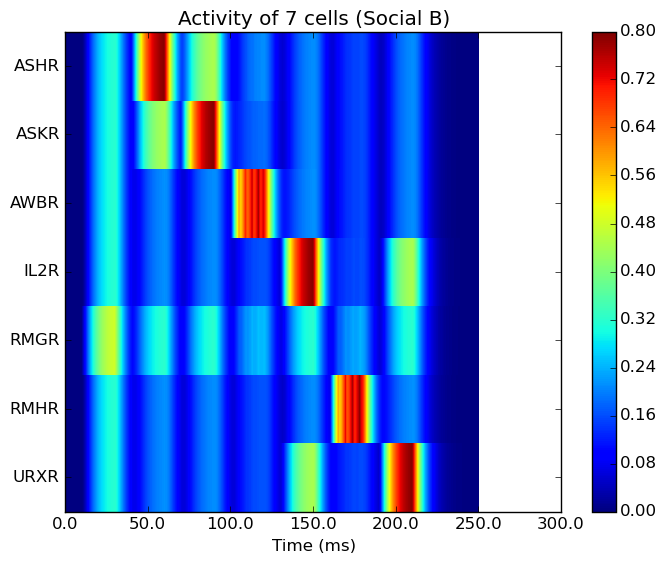 Activity of 7 cells (Social B)
ASHR
ASKR
AWBR
IL2R
RMGR
RMHR
URXR
0.0 50.0 100.0 150.0 200.0 250.0 300.0
Time (ms)
0.80
0.72
0.64
0.56
0.48
0.40
0.32
0.24
0.16
0.08
0.00